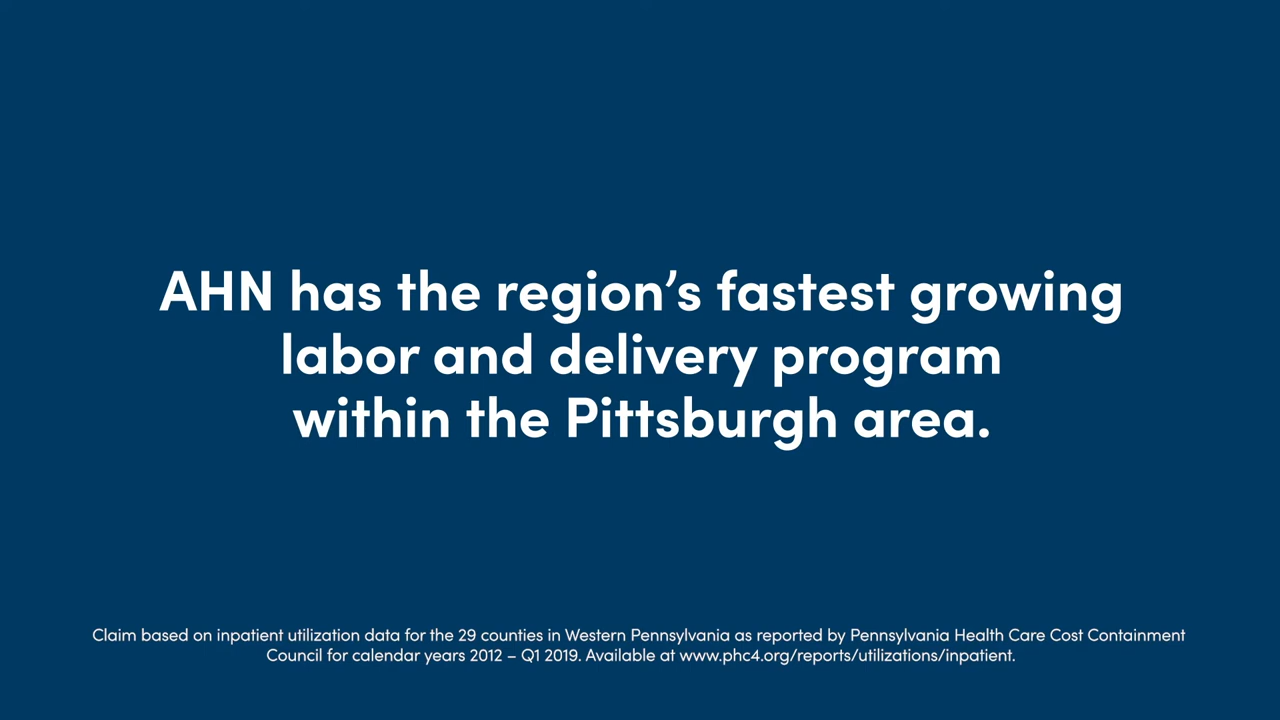 AHN has the region’s fastest growing
labor and delivery program
within the Pittsburgh area.
Claim based on inpatient utilization data for the 29 counties in Western Pennsylvania as reported by Pennsylvania Health Care Cost Containment
Council for calendar years 2012 – Q1 2019. Available at www.phc4.org/reports/utilizations/inpatient.